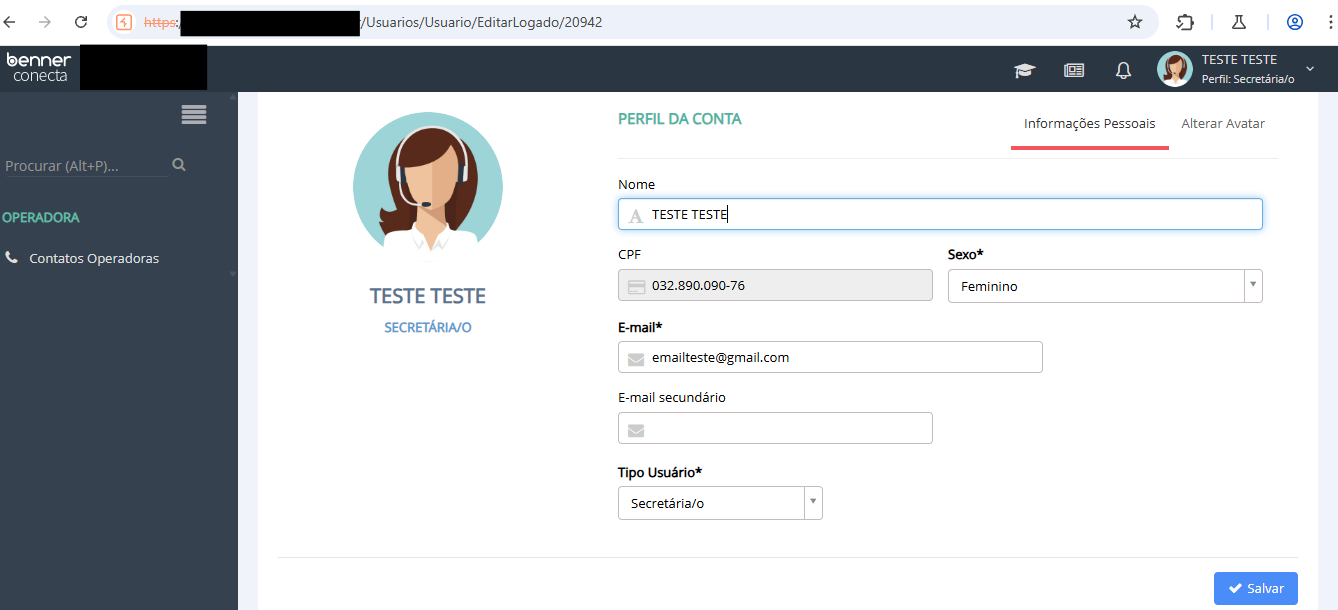 https:/ /Usuarios/Usuario/EditarLogado/20942
benner
conecta
TESTE TESTE
Perfil: Secretária/o
Procurar (Alt+P)...
OPERADORA
Contatos Operadoras
TESTE TESTE
SECRETÁRIA/O
PERFIL DA CONTA
Informações Pessoais Alterar Avatar
Nome
TESTE TESTE
CPF Sexo*
032.890.090-76 Feminino
E-mail*
emailteste@gmail.com
E-mail secundário
Tipo Usuário*
Secretária/o
Salvar